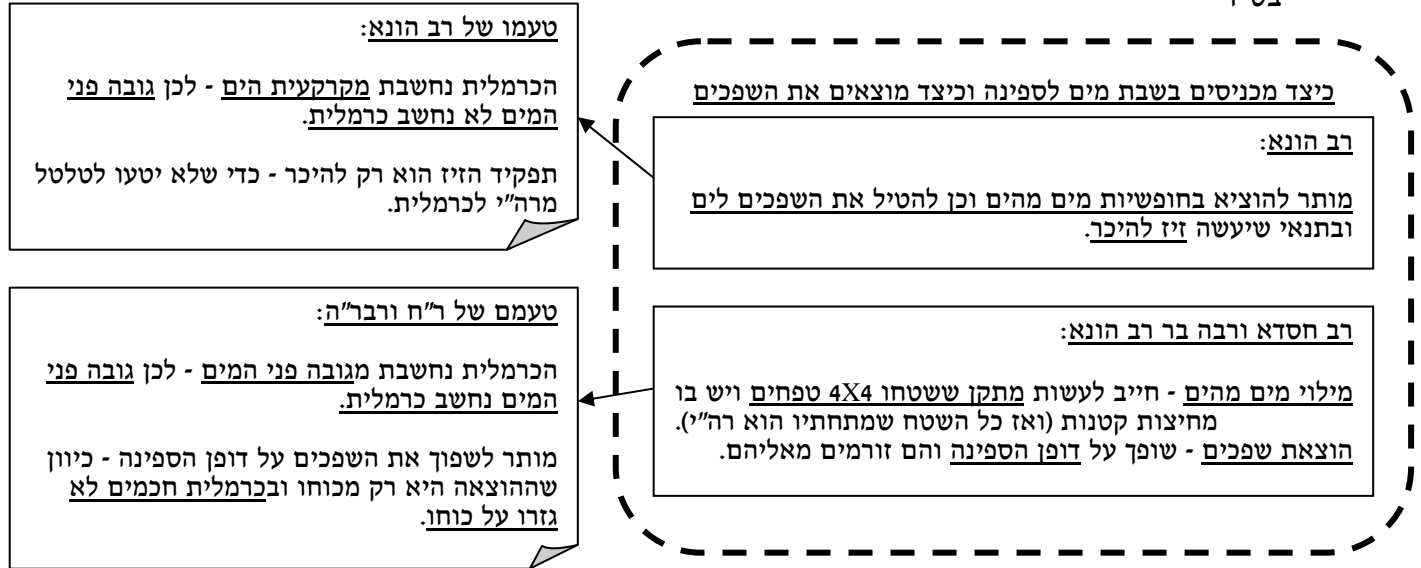 כיצד מכניסים בשבת מים לספינה וכיצד מוצאים את השפכים
רב הונא:
מותר להוציא בחופשיות מים מהים וכן להטיל את השפכים לים
ובתנאי שיעשה זיז להיכר.
טעמו של רב הונא:
הכרמלית נחשבת מקרקעית הים - לכן גובה פני
המים לא נחשב כרמלית.
תפקיד הזיז הוא רק להיכר - כדי שלא יטעו לטלטל
מרה"י לכרמלית.
רב חסדא ורבה בר רב הונא:
מילוי מים מהים - חייב לעשות מתקן ששטחו 4X4 טפחים ויש בו
מחיצות קטנות (ואז כל השטח שמתחתיו הוא רה"י).
הוצאת שפכים - שופך על דופן הספינה והם זורמים מאליהם.
טעמם של ר"ח ורבר"ה:
הכרמלית נחשבת מגובה פני המים - לכן גובה פני
המים נחשב כרמלית.
מותר לשפוך את השפכים על דופן הספינה - כיוון
שההוצאה היא רק מכוחו ובכרמלית חכמים לא
גזרו על כוחו.